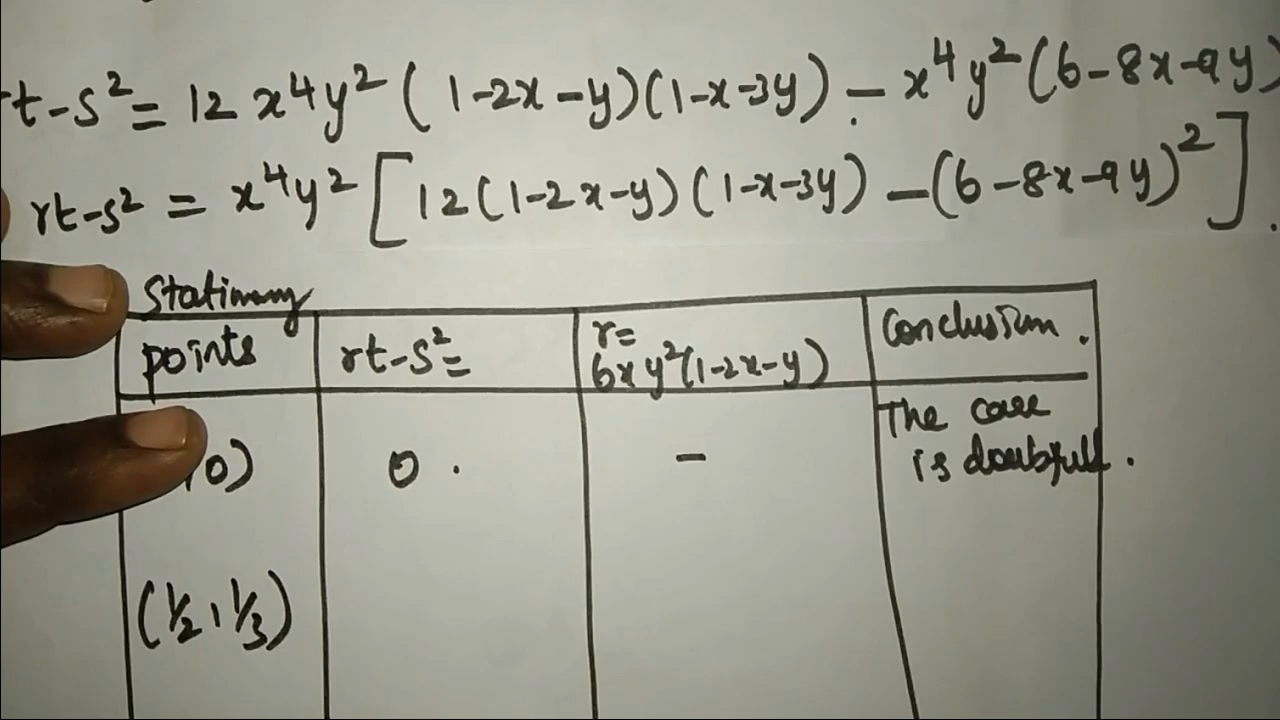 rt-s²= 12 x⁴y² ( 1-2x-y)(1-x-3y) - x⁴y² (6-8x-9y)
rt-s² = x⁴y² [12(1-2x-y)(1-x-3y) -(6-8x-9y)²].
Stationary points
rt-s²=
r= 6xy²(1-2x-y)
Conclusion.
0)
0.
-
The case is doubtfull.
(½,⅓)